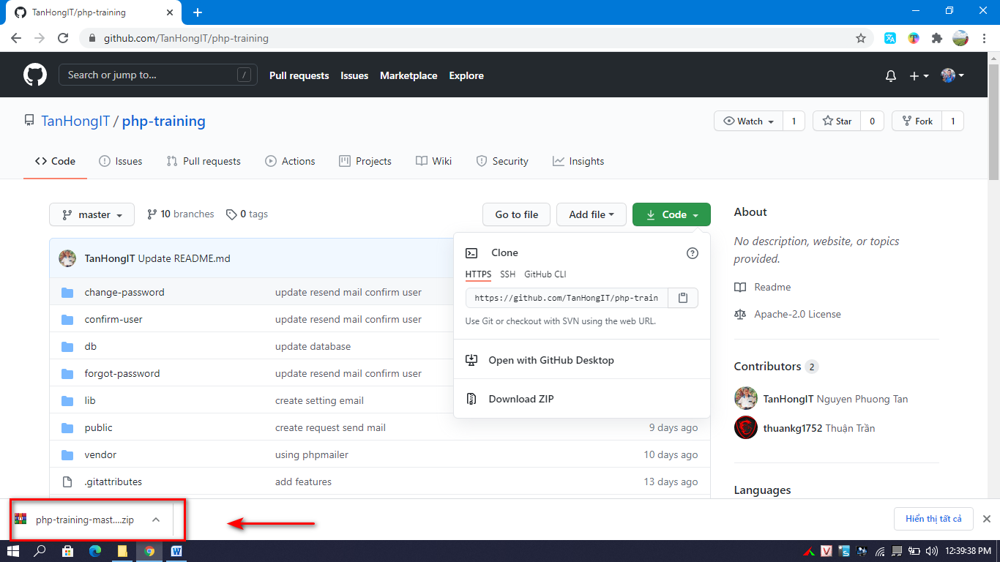 TanHongIT/php-training
github.com/TanHongIT/php-training
Search or jump to... /
Pull requests Issues Marketplace Explore
TanHongIT / php-training
Watch 1 Star 0 Fork 1
Code Issues Pull requests Actions Projects Wiki Security Insights
master 10 branches 0 tags Go to file Add file Code
TanHongIT Update README.md
change-password update resend mail confirm user
confirm-user update resend mail confirm user
db update database
forgot-password update resend mail confirm user
lib create setting email
public create request send mail 9 days ago
vendor using phpmailer 10 days ago
.gitattributes add features 13 days ago
Clone
HTTPS SSH GitHub CLI
https://github.com/TanHongIT/php-train
Use Git or checkout with SVN using the web URL.
Open with GitHub Desktop
Download ZIP
About
No description, website, or topics
provided.
Readme
Apache-2.0 License
Contributors 2
TanHongIT Nguyen Phuong Tan
thuankg1752 Thuận Trần
Languages
php-training-mast....zip
Hiển thị tất cả
12:39:38 PM